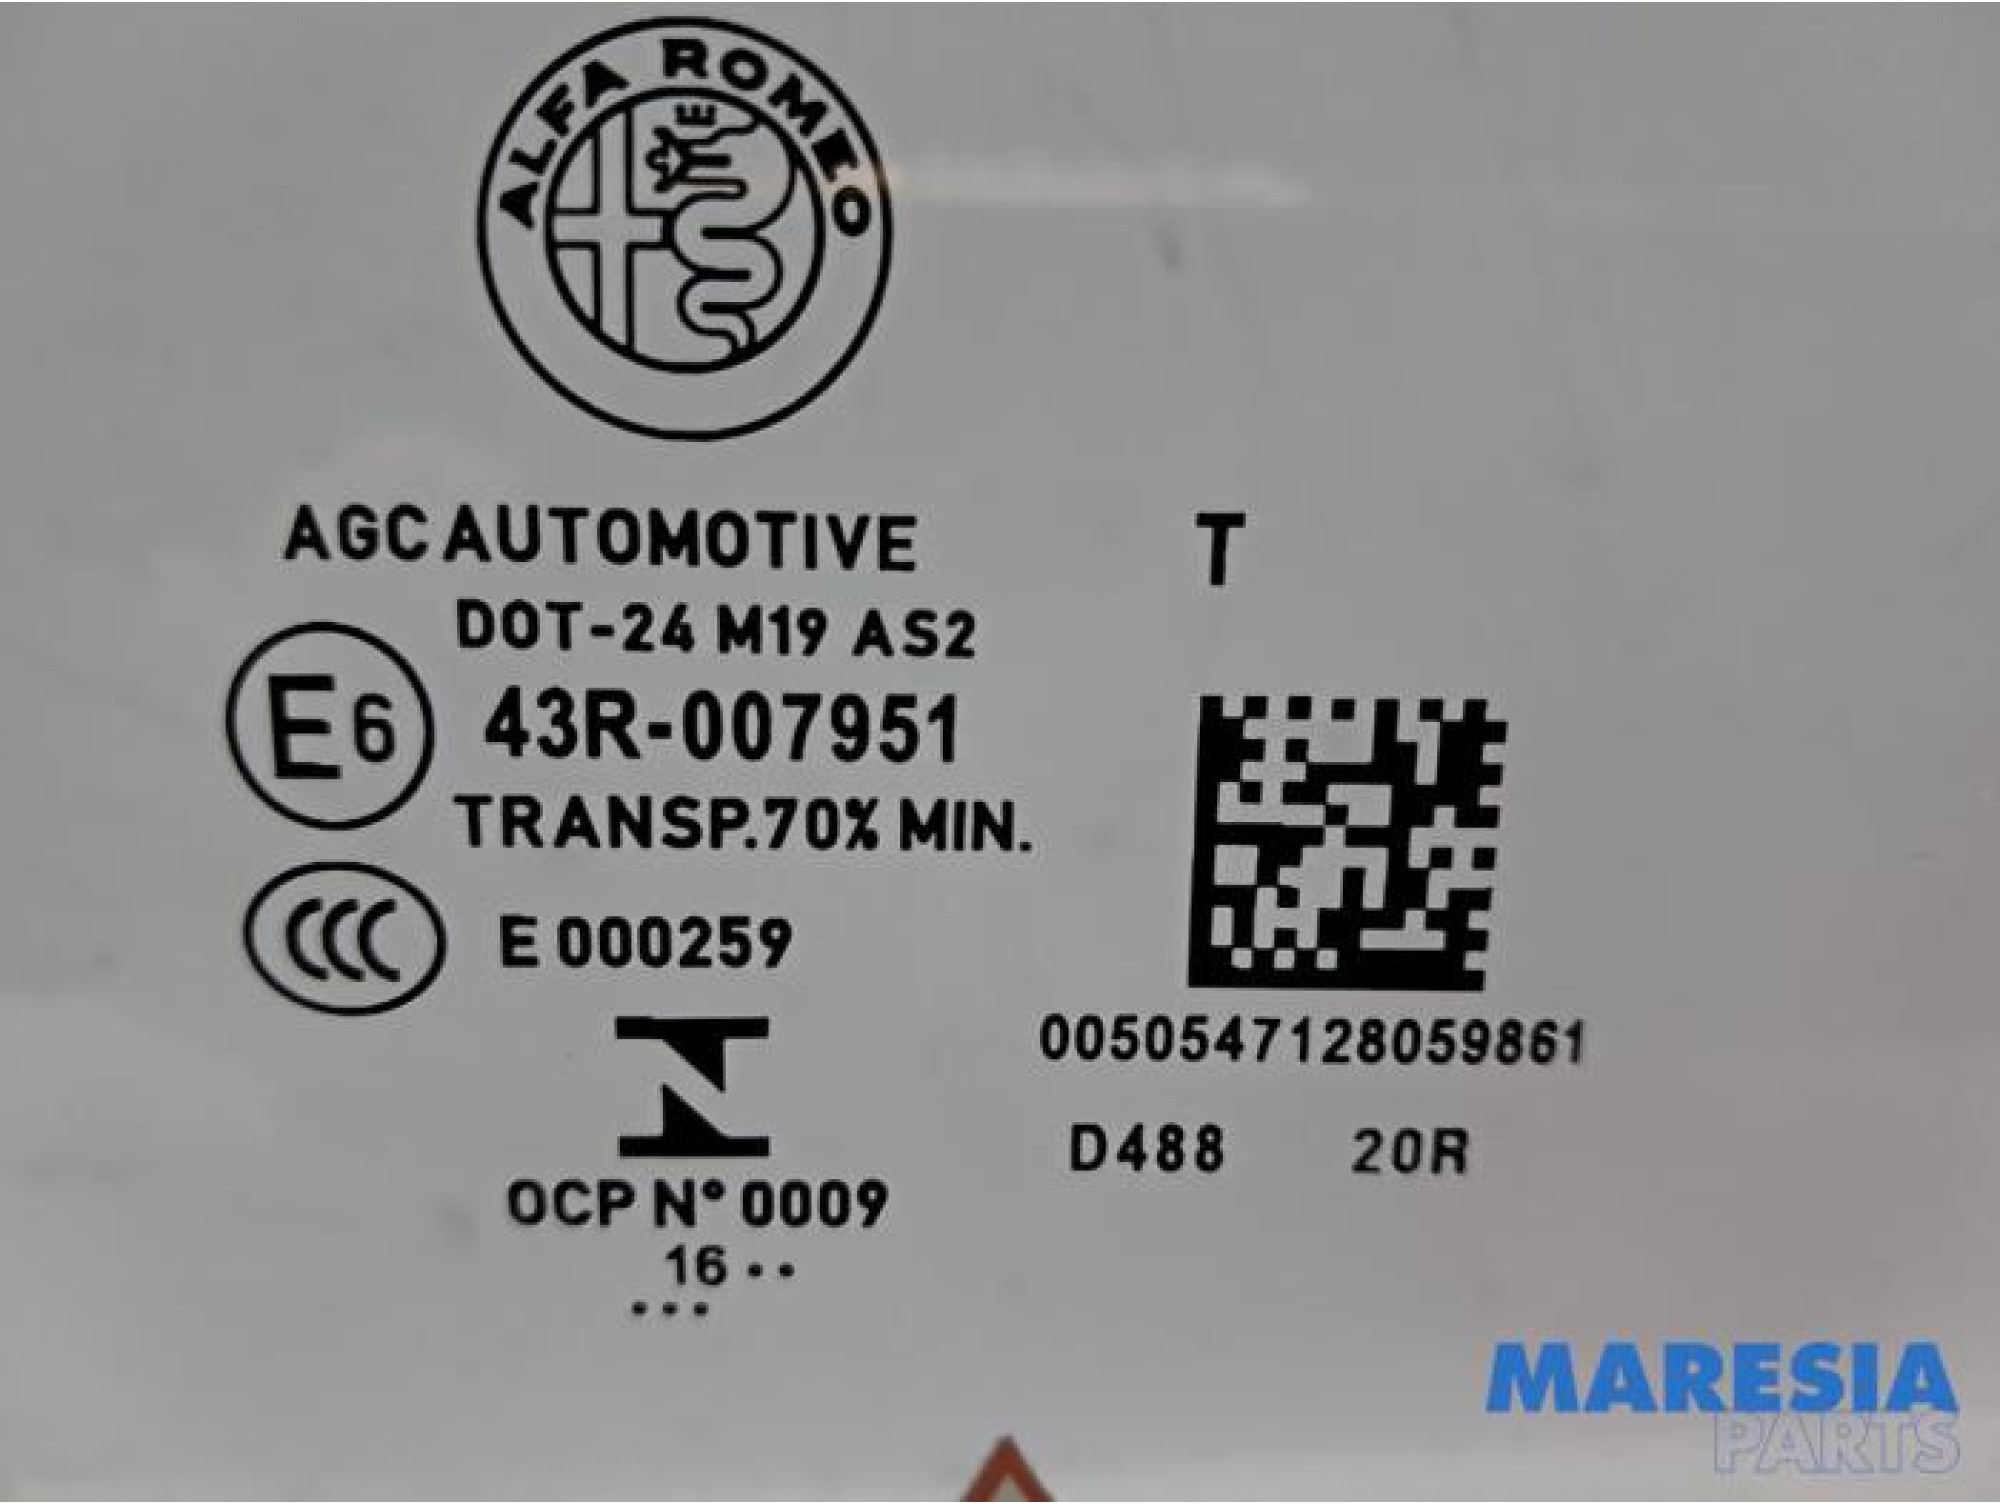 ALFA ROMEO
AGC AUTOMOTIVE
T
DOT-24 M19 AS2
E6
43R-007951
TRANSP.70% MIN.
CCC
E 000259
0050547128059861
D488 20R
OCP N° 0009
16..
...
MARESIA
PARTS